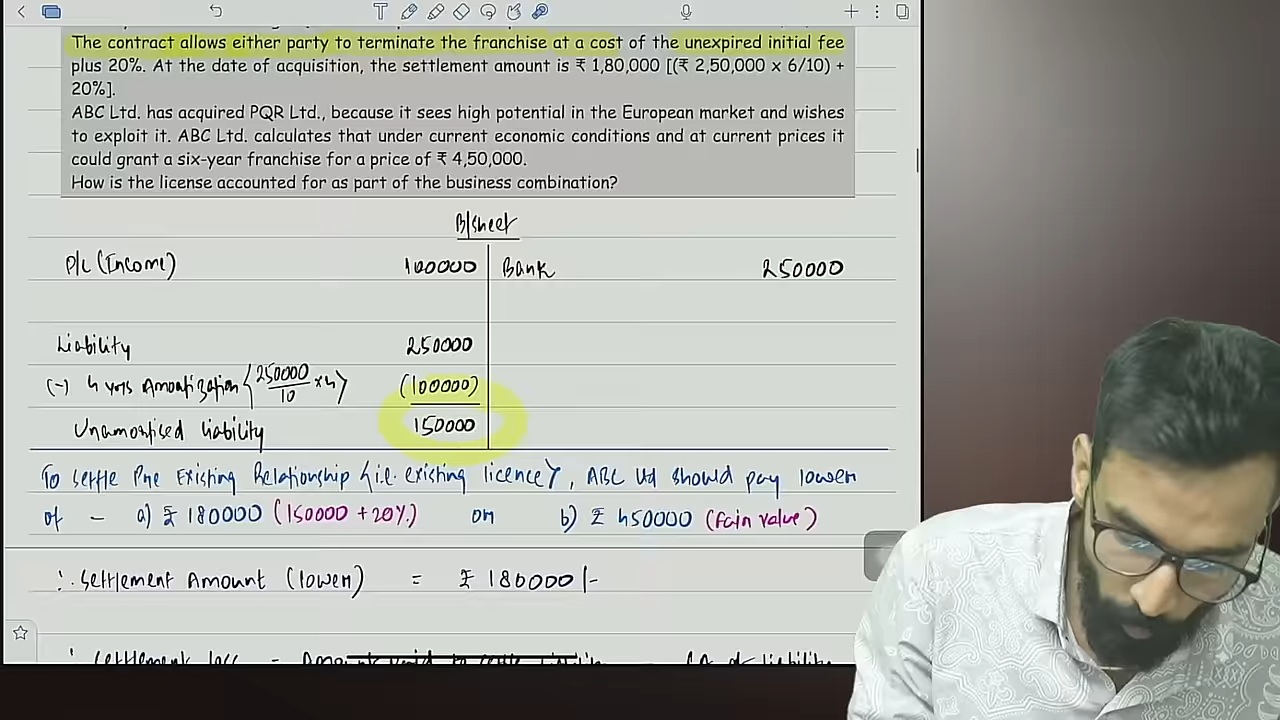 The contract allows either party to terminate the franchise at a cost of the unexpired initial fee
plus 20%. At the date of acquisition, the settlement amount is ₹ 1,80,000 [(₹ 2,50,000 x 6/10) +
20%].
ABC Ltd. has acquired PQR Ltd., because it sees high potential in the European market and wishes
to exploit it. ABC Ltd. calculates that under current economic conditions and at current prices it
could grant a six-year franchise for a price of ₹ 4,50,000.
How is the license accounted for as part of the business combination?
B/sheet
P/L (Income) 100000 Bank 250000
Liability 250000
(-) 4 yrs Amortization {250000/10 x 4} (100000)
Unamortised liability 150000
To settle Pre Existing Relationship {i.e. existing licence}, ABC Ltd should pay lower
of - a) ₹ 180000 (150000 + 20%) or b) ₹ 450000 (Fair value)
∴ Settlement Amount (lower) = ₹ 180000/-